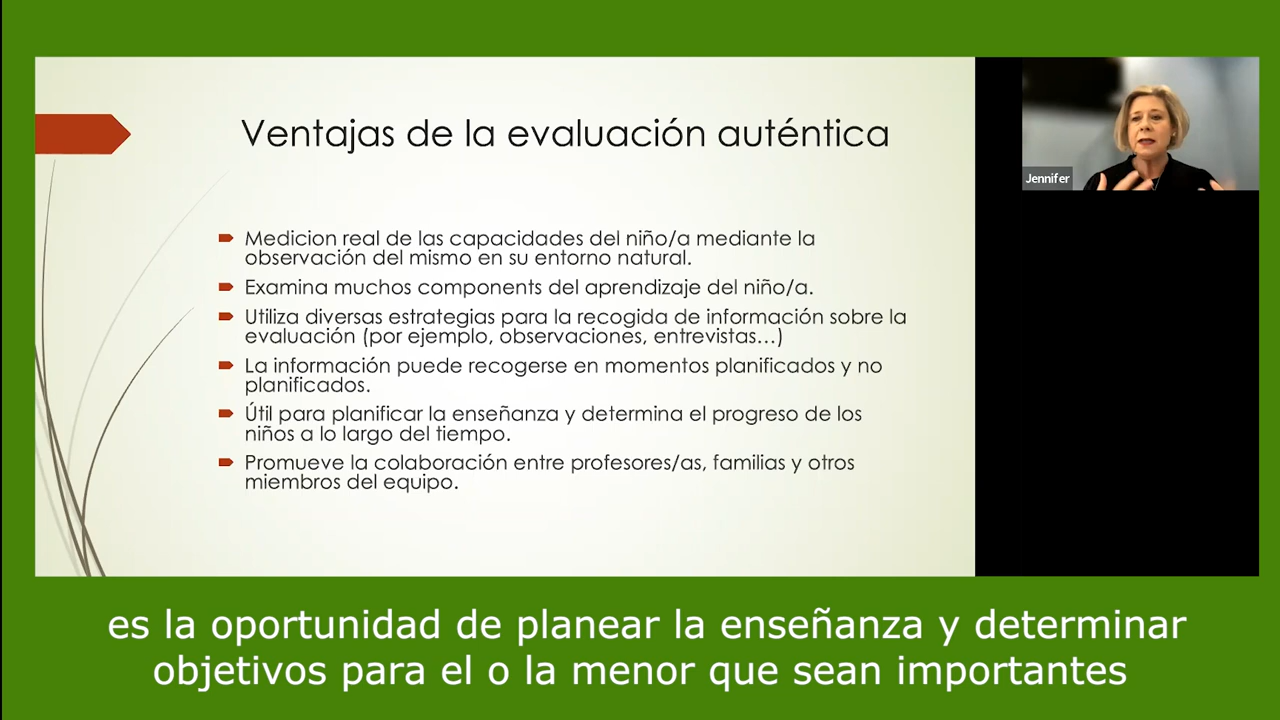 Ventajas de la evaluación auténtica
Medicion real de las capacidades del niño/a mediante la
observación del mismo en su entorno natural.
Examina muchos components del aprendizaje del niño/a.
Utiliza diversas estrategias para la recogida de información sobre la
evaluación (por ejemplo, observaciones, entrevistas...)
La información puede recogerse en momentos planificados y no
planificados.
Útil para planificar la enseñanza y determina el progreso de los
niños a lo largo del tiempo.
Promueve la colaboración entre profesores/as, familias y otros
miembros del equipo.
Jennifer
es la oportunidad de planear la enseñanza y determinar
objetivos para el o la menor que sean importantes